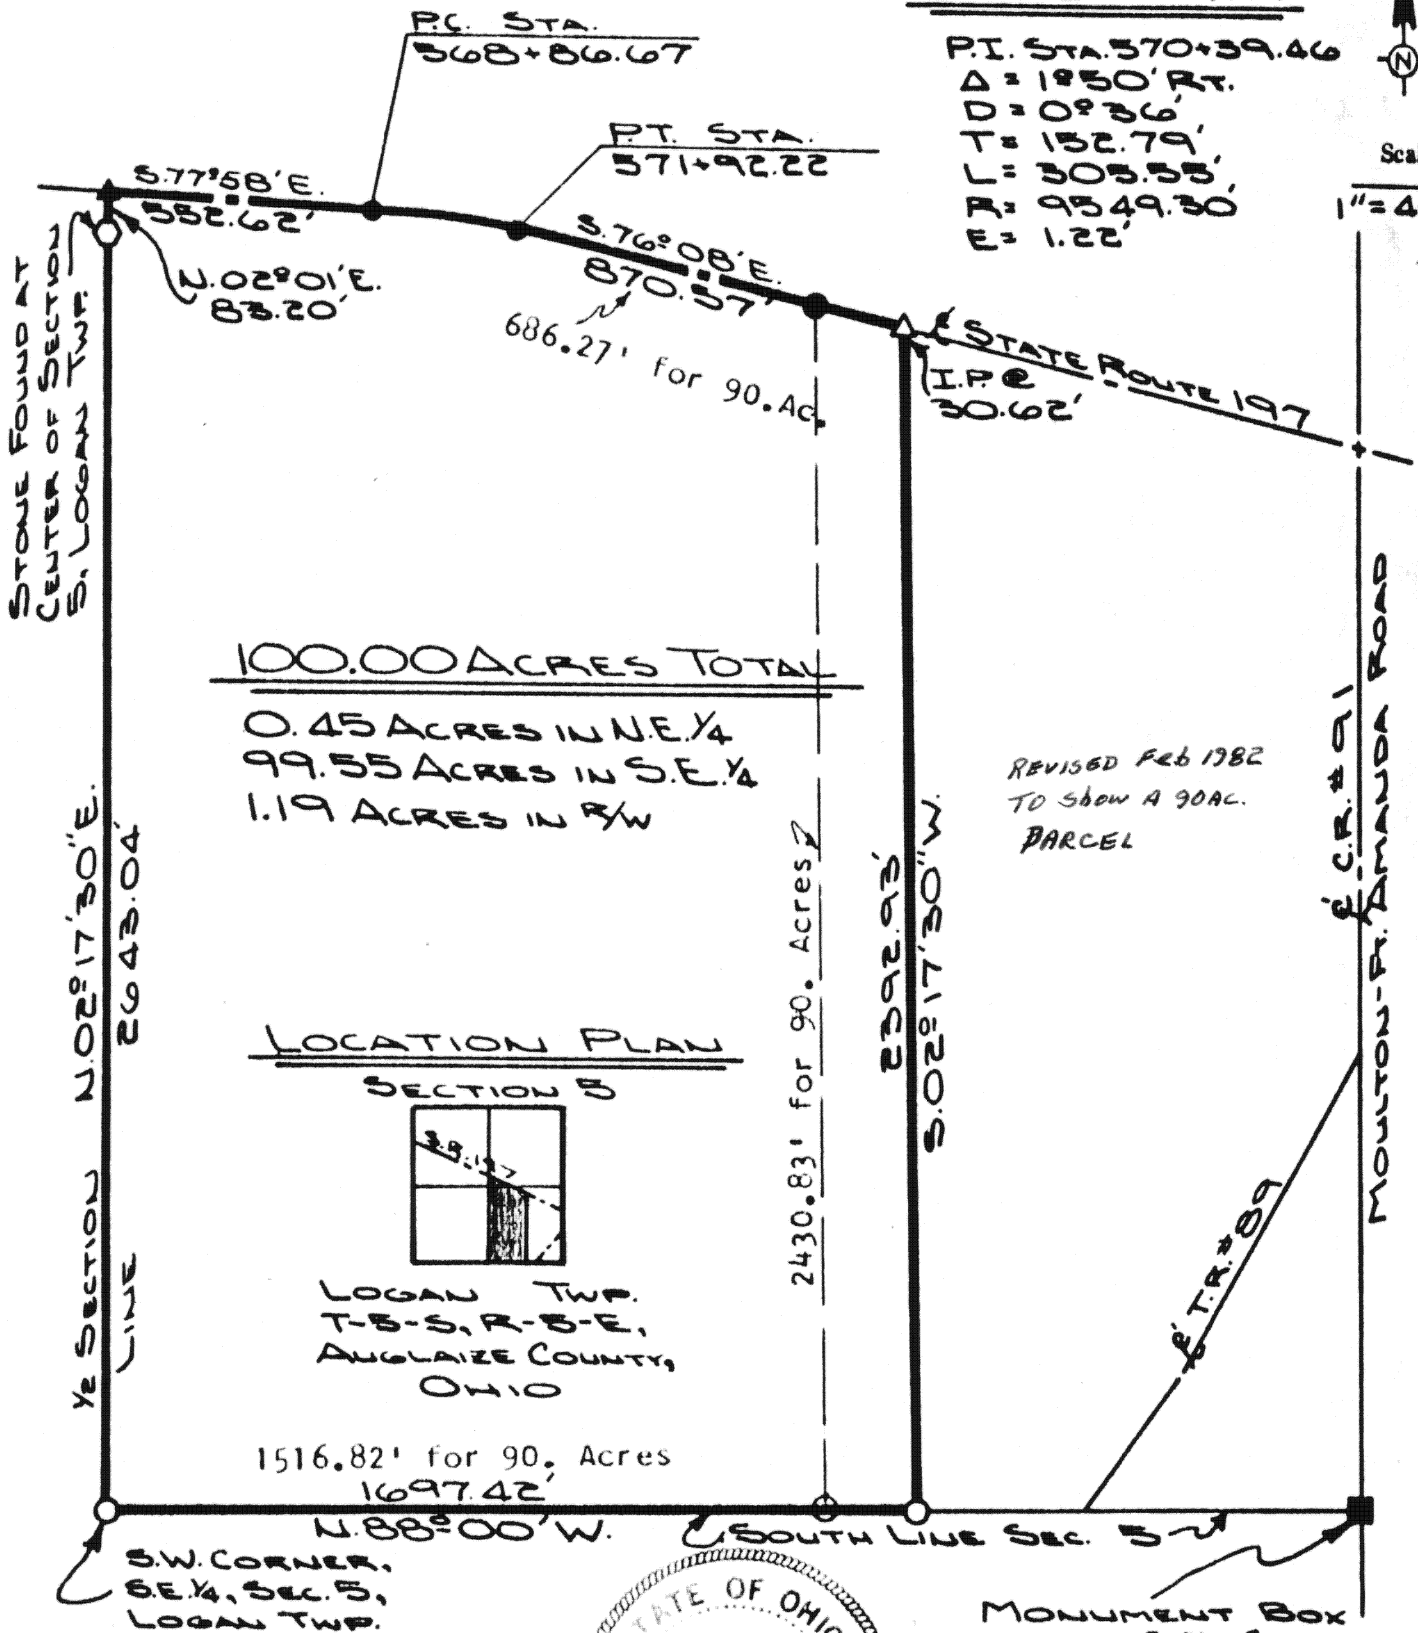 P.C. STA.
568+86.67
P.T. STA.
571+92.22
P.I. STA. 570+39.46
Δ = 1°50' RT.
D = 0°36'
T = 152.79'
L = 305.55'
R = 9549.30'
E = 1.22'
N
1"=4
S.77°58'E.
552.62'
N.02°01'E.
83.20'
S.76°08'E.
870.57'
686.27' for 90.Ac.
STATE ROUTE 197
I.P. @
30.62'
STONE FOUND AT
CENTER OF SECTION
5, LOGAN TWP.
100.00 ACRES TOTAL
0.45 ACRES IN N.E.¼
99.55 ACRES IN S.E.¼
1.19 ACRES IN R/W
REVISED Feb 1982
TO Show A 90AC.
PARCEL
N.02°17'30"E.
2643.04'
½ SECTION
LINE
2430.83' for 90. Acres
2392.93'
S.02°17'30"W.
℄ C.R. #91
MOULTON-FT. AMANDA ROAD
℄ T.R. #89
LOCATION PLAN
SECTION 5
S.R. 197
LOGAN TWP.
T-5-S, R-5-E,
AUGLAIZE COUNTY,
OHIO
1516.82' for 90. Acres
1697.42'
N.88°00'W.
SOUTH LINE SEC. 5
S.W. CORNER,
S.E.¼, SEC. 5,
LOGAN TWP.
STATE OF OHIO
MONUMENT BOX